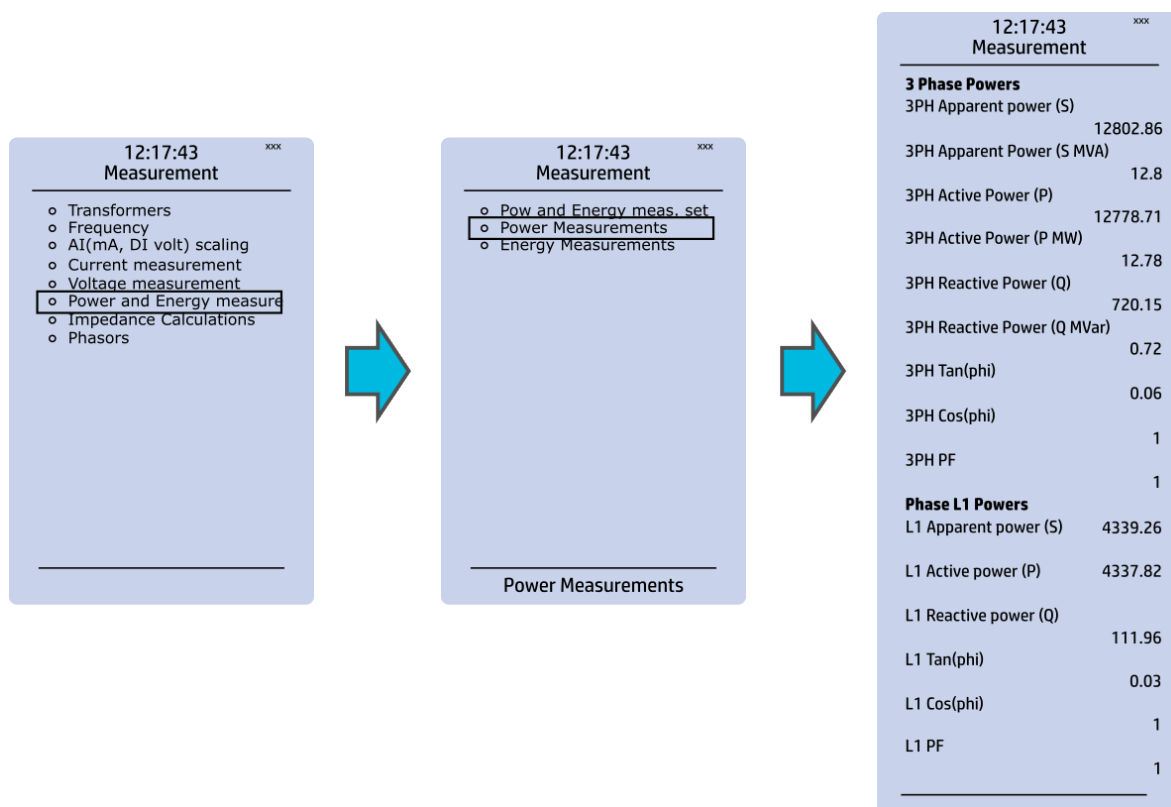 12:17:43 xxx
Measurement
Transformers
Frequency
AI(mA, DI volt) scaling
Current measurement
Voltage measurement
Power and Energy measure
Impedance Calculations
Phasors
12:17:43 xxx
Measurement
Pow and Energy meas. set
Power Measurements
Energy Measurements
Power Measurements
12:17:43 xxx
Measurement
3 Phase Powers
3PH Apparent power (S)
12802.86
3PH Apparent Power (S MVA)
12.8
3PH Active Power (P)
12778.71
3PH Active Power (P MW)
12.78
3PH Reactive Power (Q)
720.15
3PH Reactive Power (Q MVar)
0.72
3PH Tan(phi)
0.06
3PH Cos(phi)
1
3PH PF
1
Phase L1 Powers
L1 Apparent power (S) 4339.26
L1 Active power (P) 4337.82
L1 Reactive power (Q)
111.96
L1 Tan(phi)
0.03
L1 Cos(phi)
1
L1 PF
1